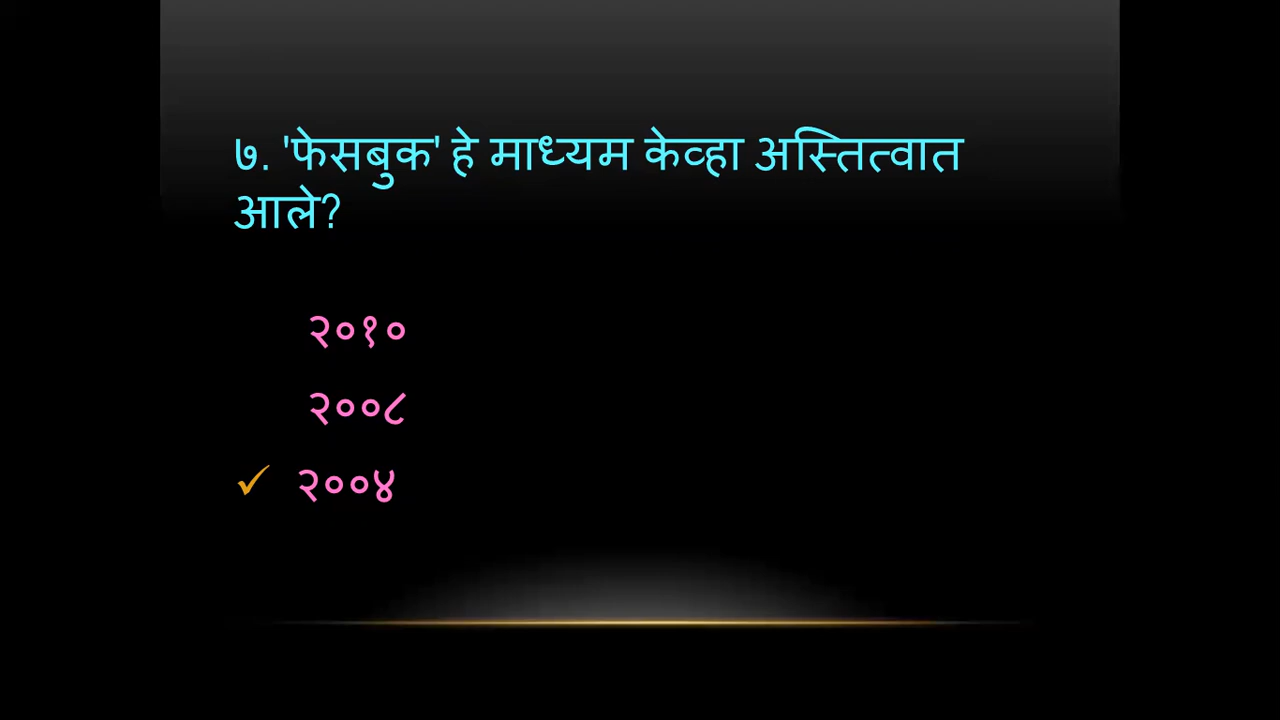 ७. 'फेसबुक' हे माध्यम केव्हा अस्तित्वात
आले?
२०१०
२००८
✓ २००४